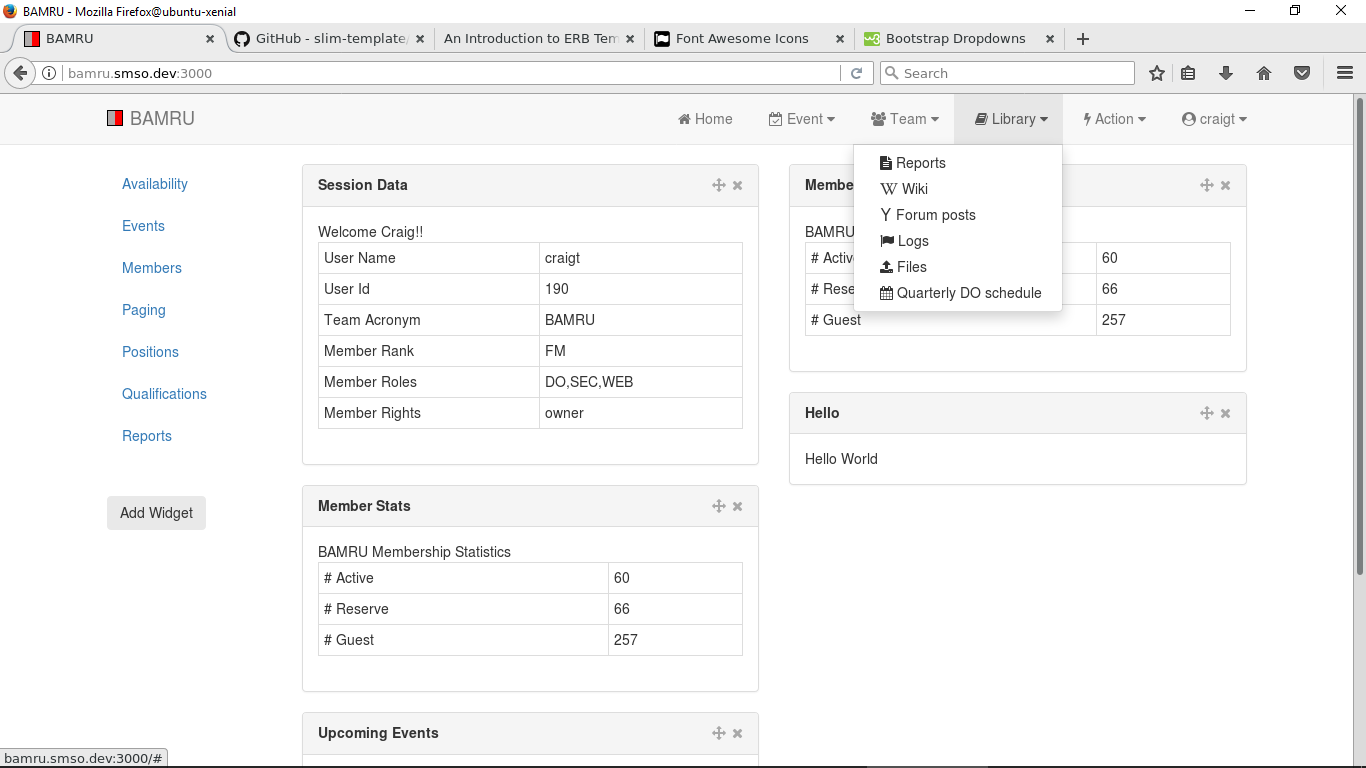 BAMRU - Mozilla Firefox@ubuntu-xenial
BAMRU
GitHub - slim-template/
An Introduction to ERB Tem
Font Awesome Icons
Bootstrap Dropdowns
bamru.smso.dev:3000
Search
BAMRU
Home
Event
Team
Library
Action
craigt
Reports
Wiki
Forum posts
Logs
Files
Quarterly DO schedule
Availability
Events
Members
Paging
Positions
Qualifications
Reports
Add Widget
Session Data
Welcome Craig!!
User Name craigt
User Id 190
Team Acronym BAMRU
Member Rank FM
Member Roles DO,SEC,WEB
Member Rights owner
Member Stats
BAMRU Membership Statistics
# Active 60
# Reserve 66
# Guest 257
Upcoming Events
Membe
BAMRU
# Activ 60
# Rese 66
# Guest 257
Hello
Hello World
bamru.smso.dev:3000/#